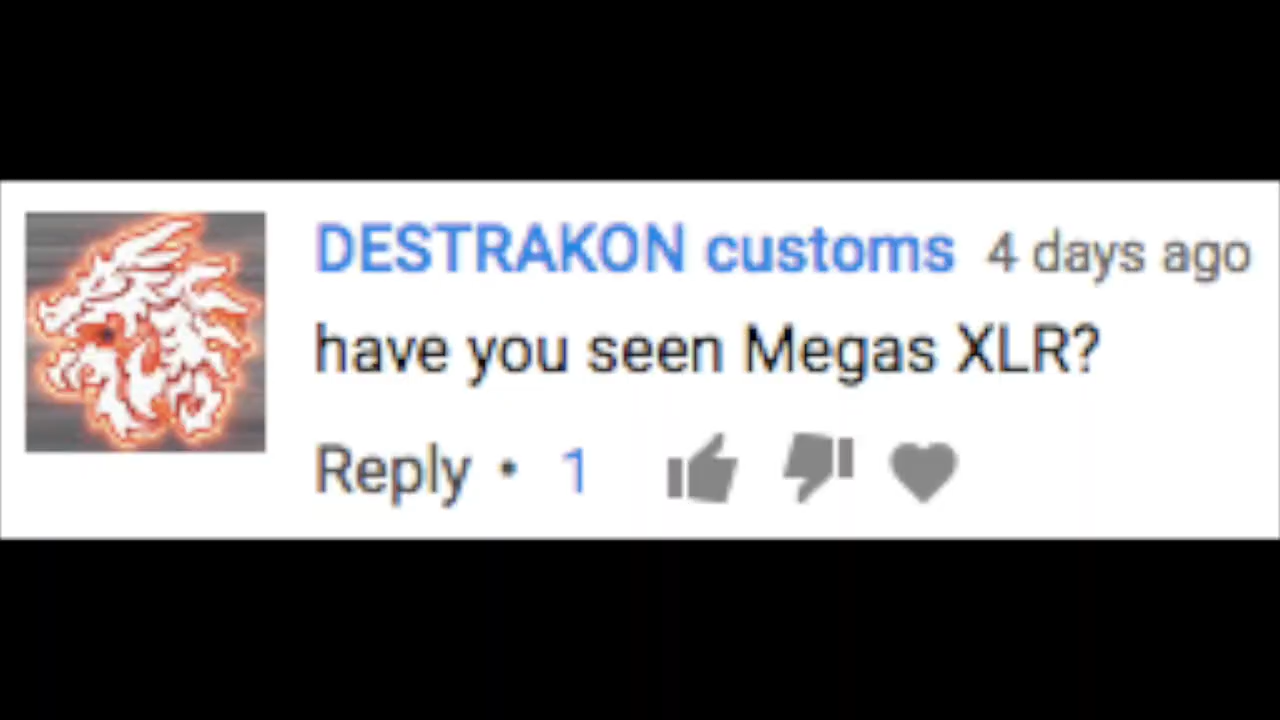 DESTRAKON customs 4 days ago
have you seen Megas XLR?
Reply • 1